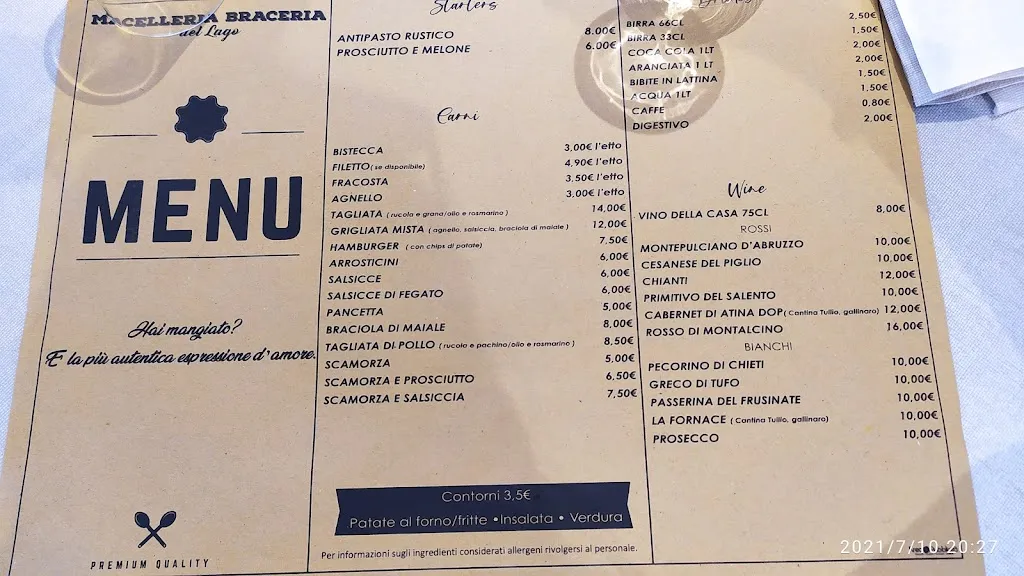 MACELLERIA BRACERIA
del Lago
MENU
Hai mangiato?
E' la più autentica espressione d'amore.
PREMIUM QUALITY
Starters
ANTIPASTO RUSTICO 8.00€
PROSCIUTTO E MELONE 6.00€
Carni
BISTECCA 3,00€ l'etto
FILETTO ( se disponibile) 4,90€ l'etto
FRACOSTA 3,50€ l'etto
AGNELLO 3,00€ l'etto
TAGLIATA ( rucola e grana/olio e rosmarino ) 14,00€
GRIGLIATA MISTA ( agnello, salsiccia, braciola di maiale ) 12,00€
HAMBURGER ( con chips di patate) 7,50€
ARROSTICINI 6,00€
SALSICCE 6,00€
SALSICCE DI FEGATO 6,00€
PANCETTA 5,00€
BRACIOLA DI MAIALE 8,00€
TAGLIATA DI POLLO ( rucola e pachino/olio e rosmarino ) 8,50€
SCAMORZA 5,00€
SCAMORZA E PROSCIUTTO 6,50€
SCAMORZA E SALSICCIA 7,50€
Contorni 3,5€
Patate al forno/fritte • Insalata • Verdura
Per informazioni sugli ingredienti considerati allergeni rivolgersi al personale.
BIRRA 66CL 2,50€
BIRRA 33CL 1,50€
COCA COLA 1LT 2,00€
ARANCIATA 1 LT 2,00€
BIBITE IN LATTINA 1,50€
ACQUA 1LT 1,50€
CAFFE 0,80€
DIGESTIVO 2,00€
Wine
VINO DELLA CASA 75CL 8,00€
ROSSI
MONTEPULCIANO D'ABRUZZO 10,00€
CESANESE DEL PIGLIO 10,00€
CHIANTI 12,00€
PRIMITIVO DEL SALENTO 10,00€
CABERNET DI ATINA DOP ( Cantina Tullio, gallinaro) 12,00€
ROSSO DI MONTALCINO 16,00€
BIANCHI
PECORINO DI CHIETI 10,00€
GRECO DI TUFO 10,00€
PASSERINA DEL FRUSINATE 10,00€
LA FORNACE ( Cantina Tullio, gallinaro) 10,00€
PROSECCO 10,00€
2021/7/10 20:27